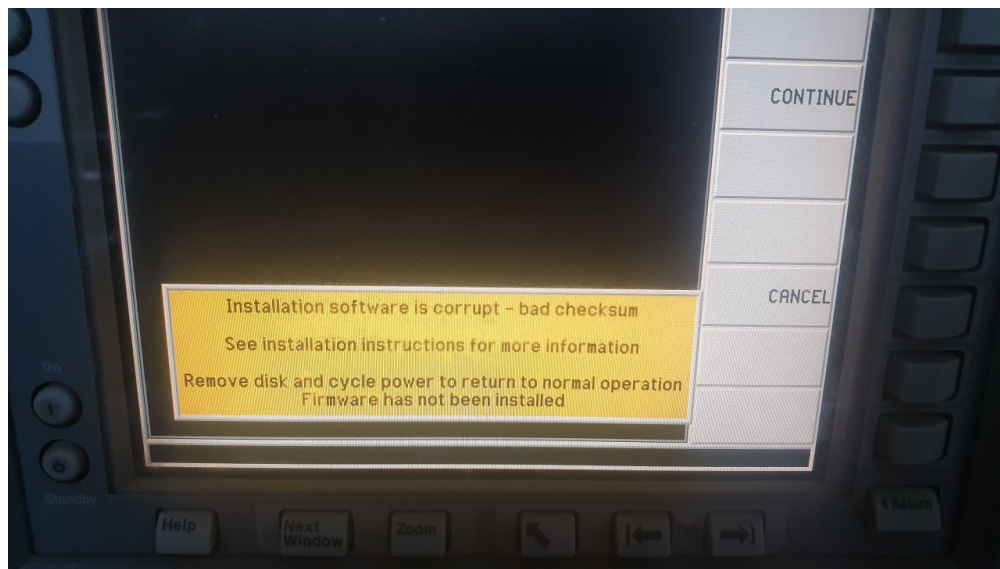 CONTINUE
CANCEL
Installation software is corrupt - bad checksum
See installation instructions for more information
Remove disk and cycle power to return to normal operation
Firmware has not been installed
On
Standby
Help
Next
Window
Zoom
Tab
Return